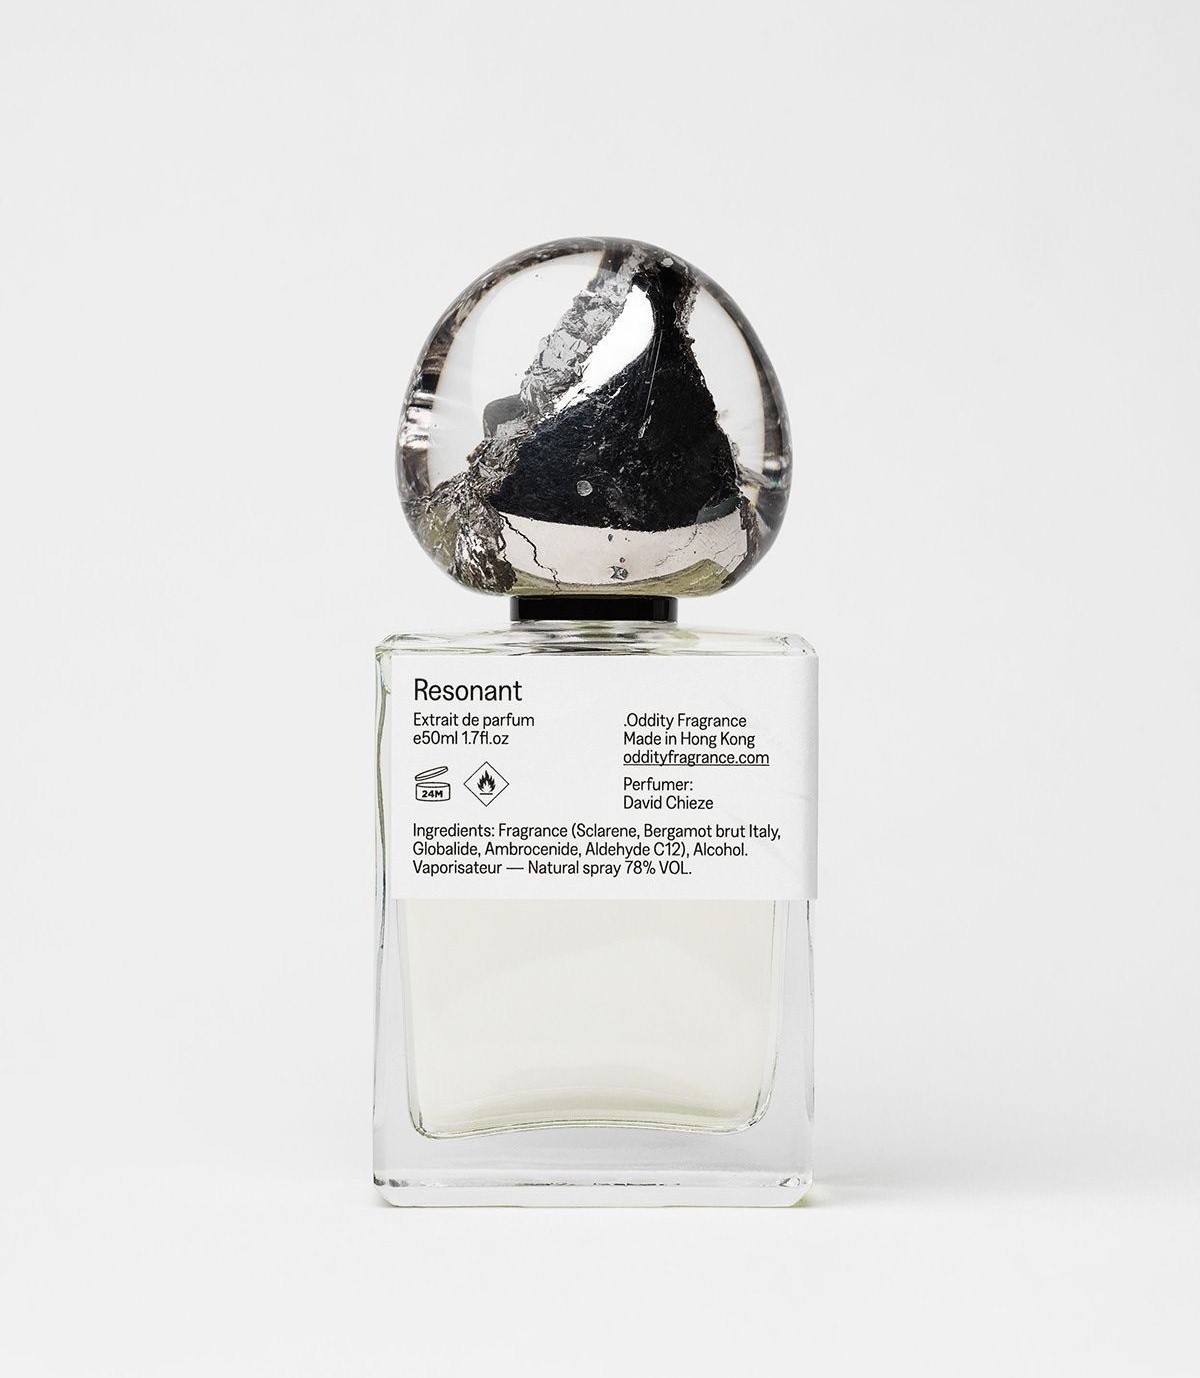 Resonant
Extrait de parfum
e50ml 1.7fl.oz
24M
.Oddity Fragrance
Made in Hong Kong
oddityfragrance.com
Perfumer:
David Chieze
Ingredients: Fragrance (Sclarene, Bergamot brut Italy,
Globalide, Ambrocenide, Aldehyde C12), Alcohol.
Vaporisateur — Natural spray 78% VOL.